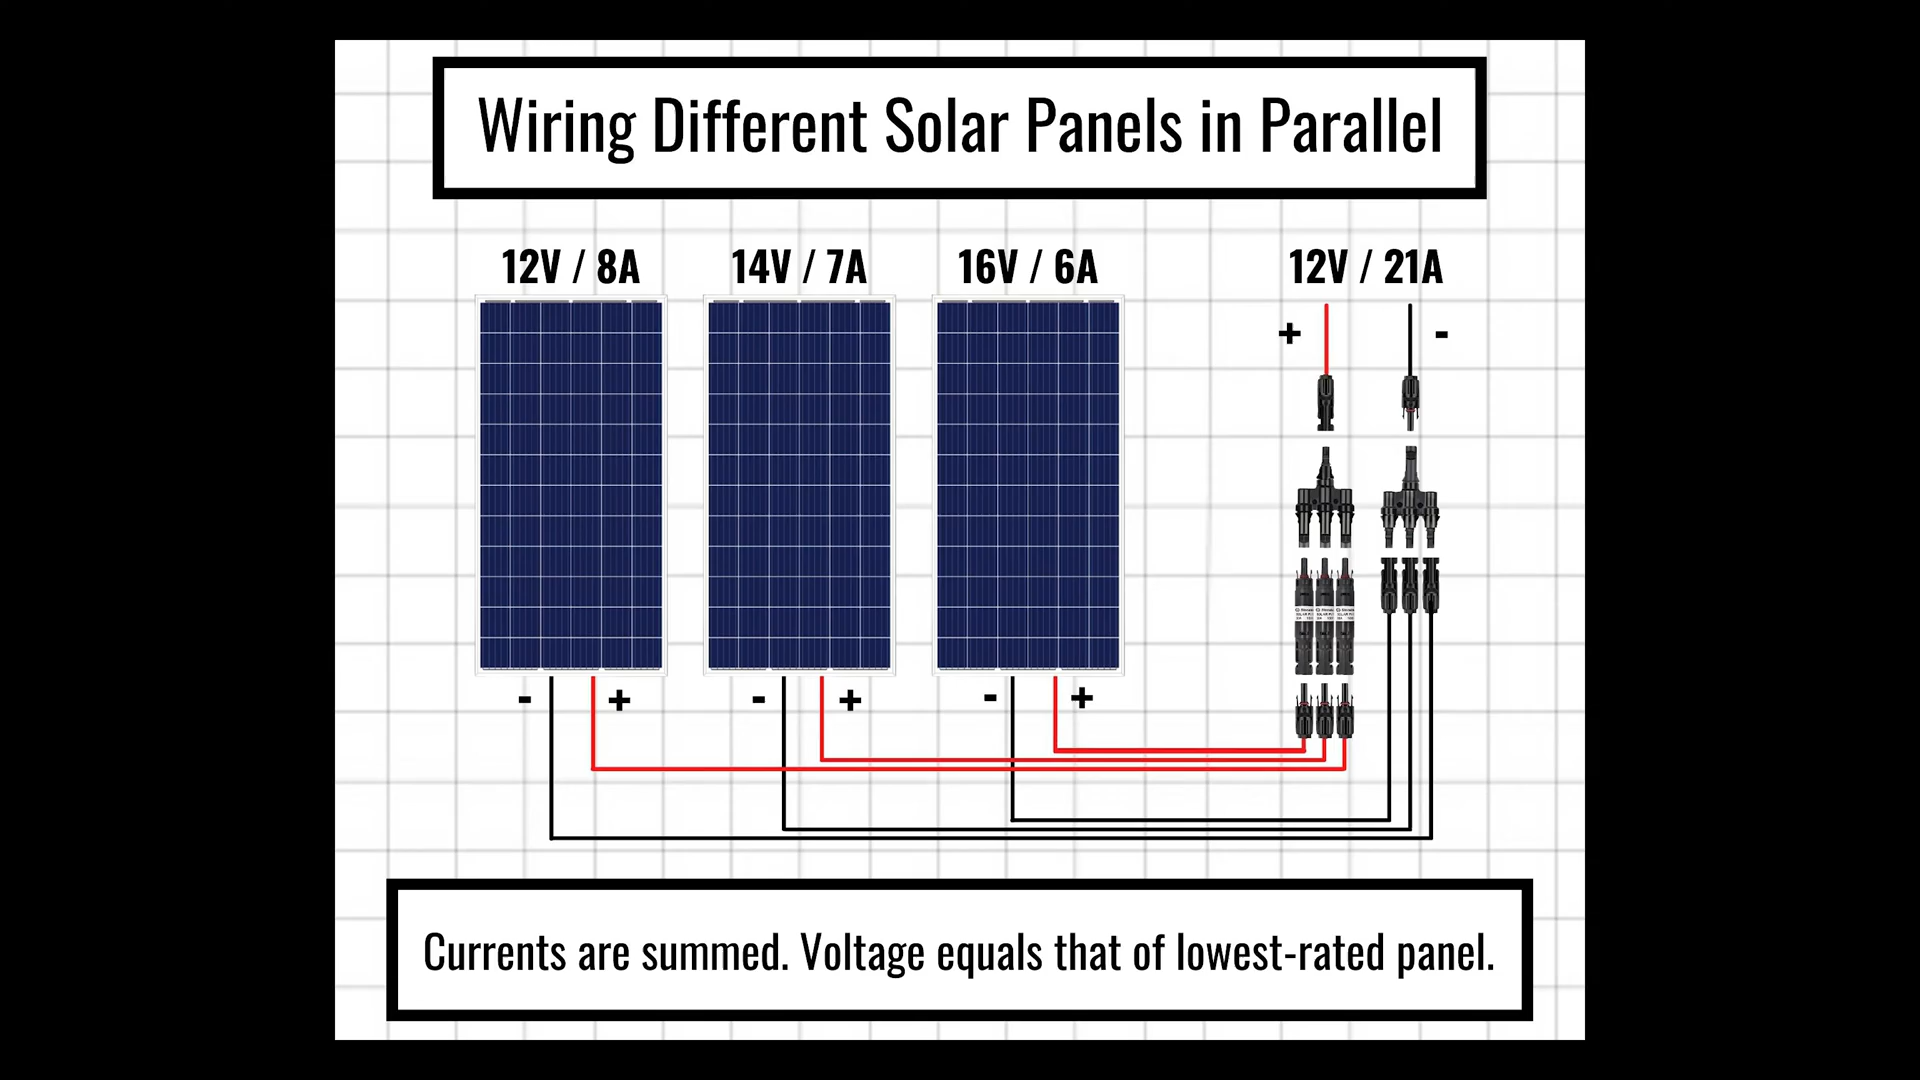 Wiring Different Solar Panels in Parallel
12V / 8A
14V / 7A
16V / 6A
12V / 21A
+ -
- +
- +
- +
Currents are summed. Voltage equals that of lowest-rated panel.